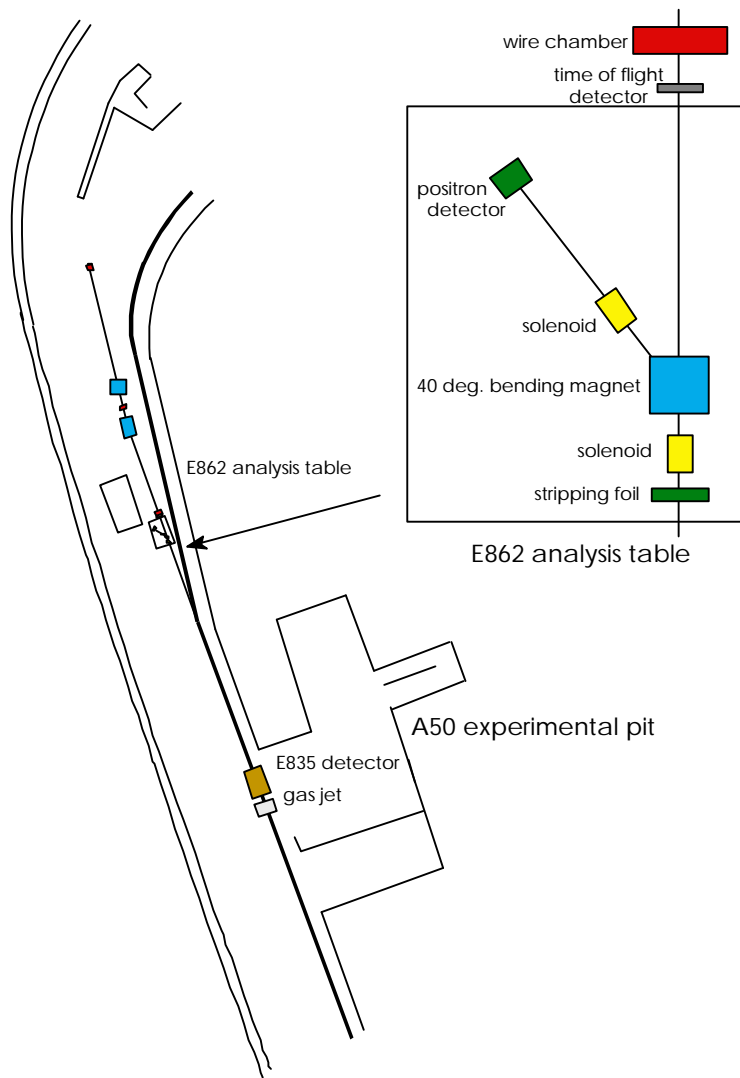 wire chamber
time of flight
detector
positron
detector
solenoid
40 deg. bending magnet
solenoid
stripping foil
E862 analysis table
E862 analysis table
A50 experimental pit
E835 detector
gas jet